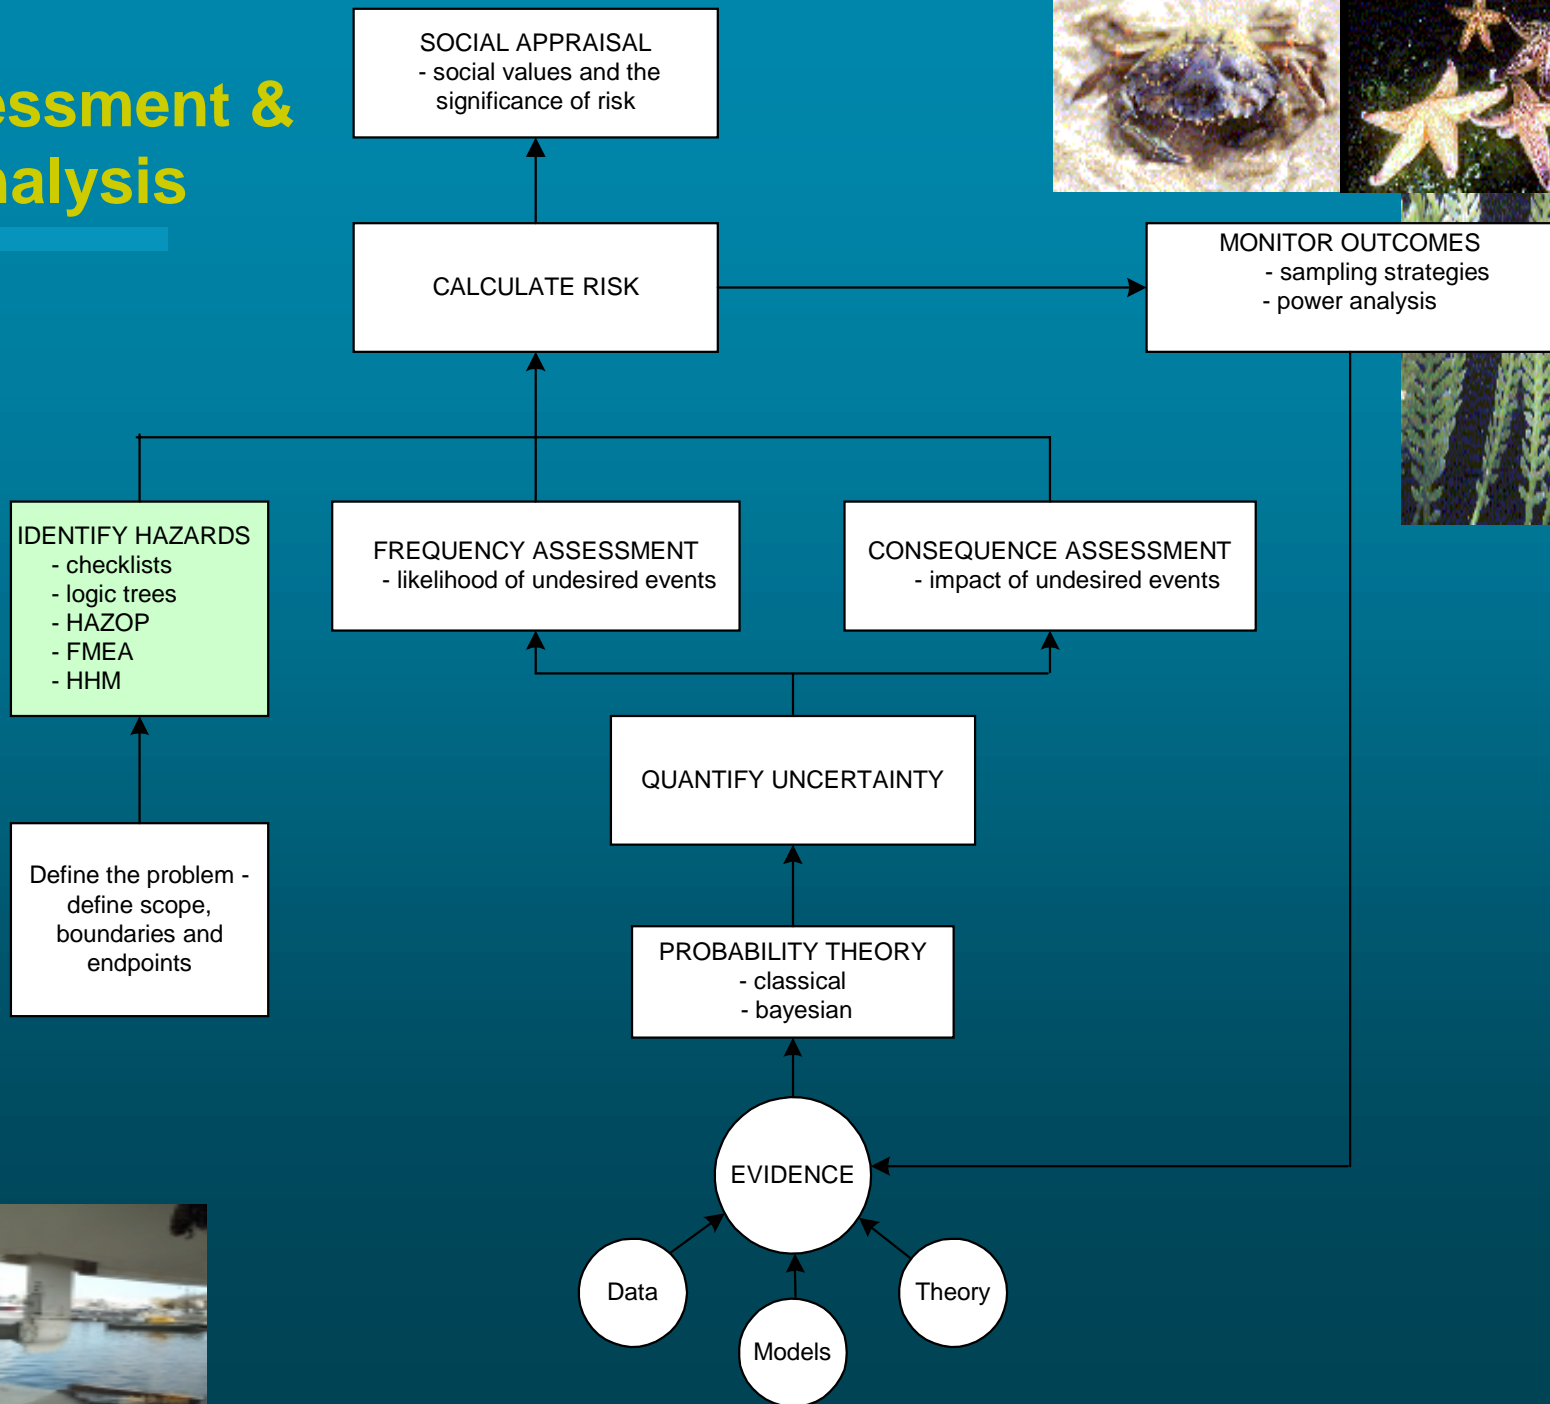 essment &
nalysis
SOCIAL APPRAISAL
- social values and the
significance of risk
CALCULATE RISK
MONITOR OUTCOMES
- sampling strategies
- power analysis
IDENTIFY HAZARDS
- checklists
- logic trees
- HAZOP
- FMEA
- HHM
FREQUENCY ASSESSMENT
- likelihood of undesired events
CONSEQUENCE ASSESSMENT
- impact of undesired events
QUANTIFY UNCERTAINTY
Define the problem -
define scope,
boundaries and
endpoints
PROBABILITY THEORY
- classical
- bayesian
EVIDENCE
Data
Models
Theory